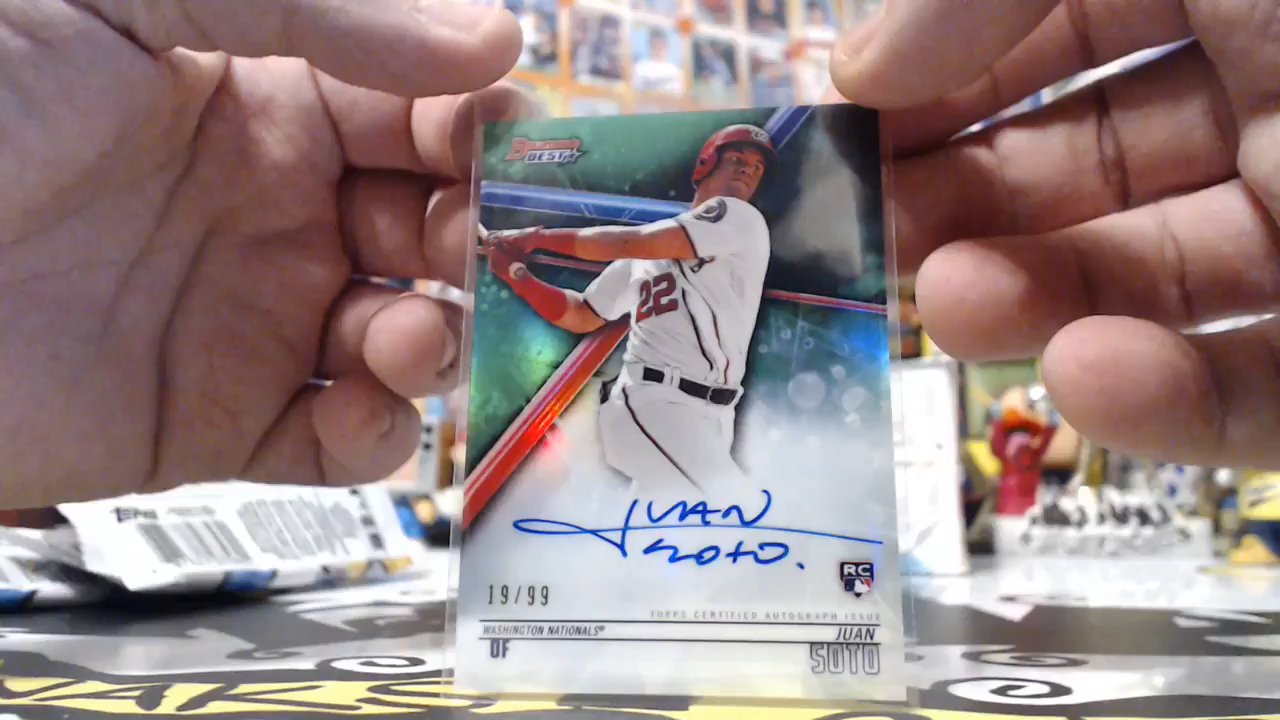 BOWMAN'S
BEST
22
TOPPS
JUAN
SOTO.
RC
19/99
TOPPS CERTIFIED AUTOGRAPH ISSUE
WASHINGTON NATIONALS®
JUAN
OF
SOTO